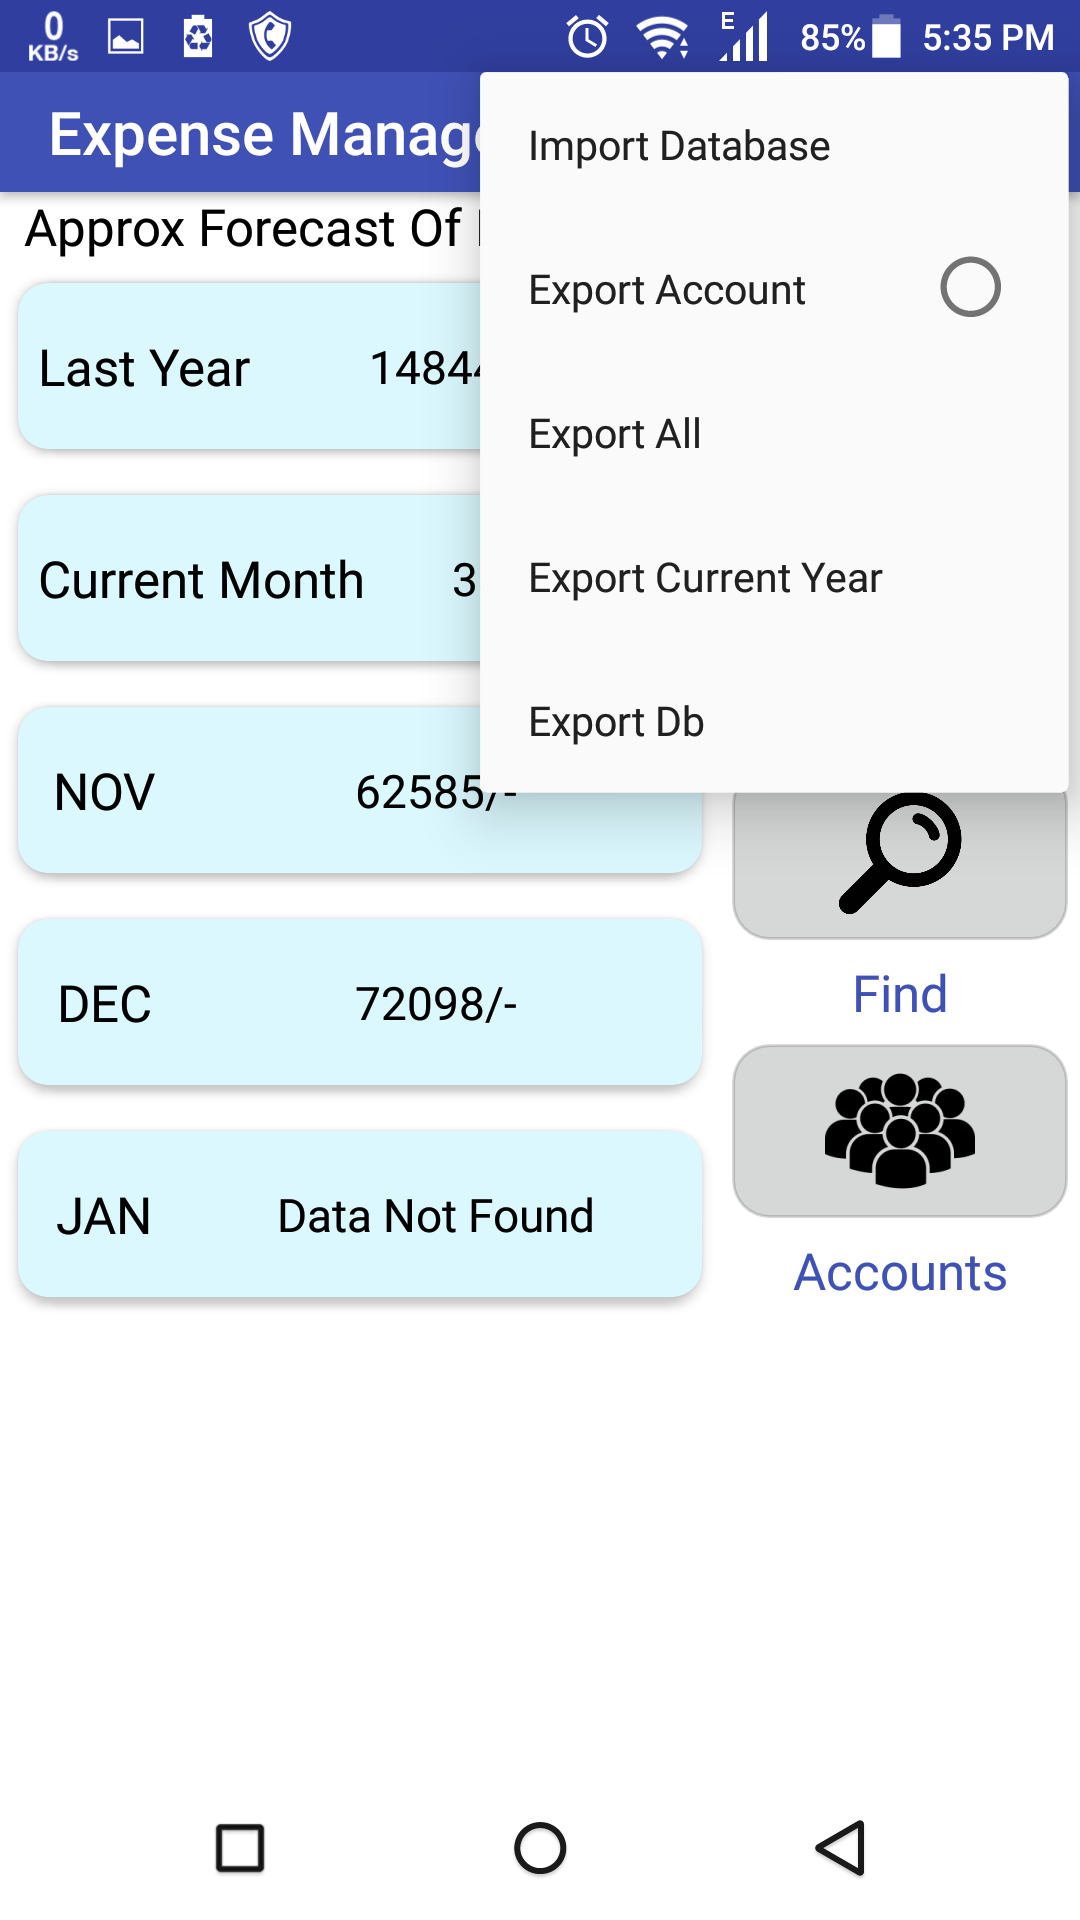 0
KB/s
E
85%
5:35 PM
Expense Manag
Import Database
Approx Forecast Of
Export Account
Last Year
1484
Export All
Current Month
3
Export Current Year
Export Db
NOV
62585/-
DEC
72098/-
Find
JAN
Data Not Found
Accounts